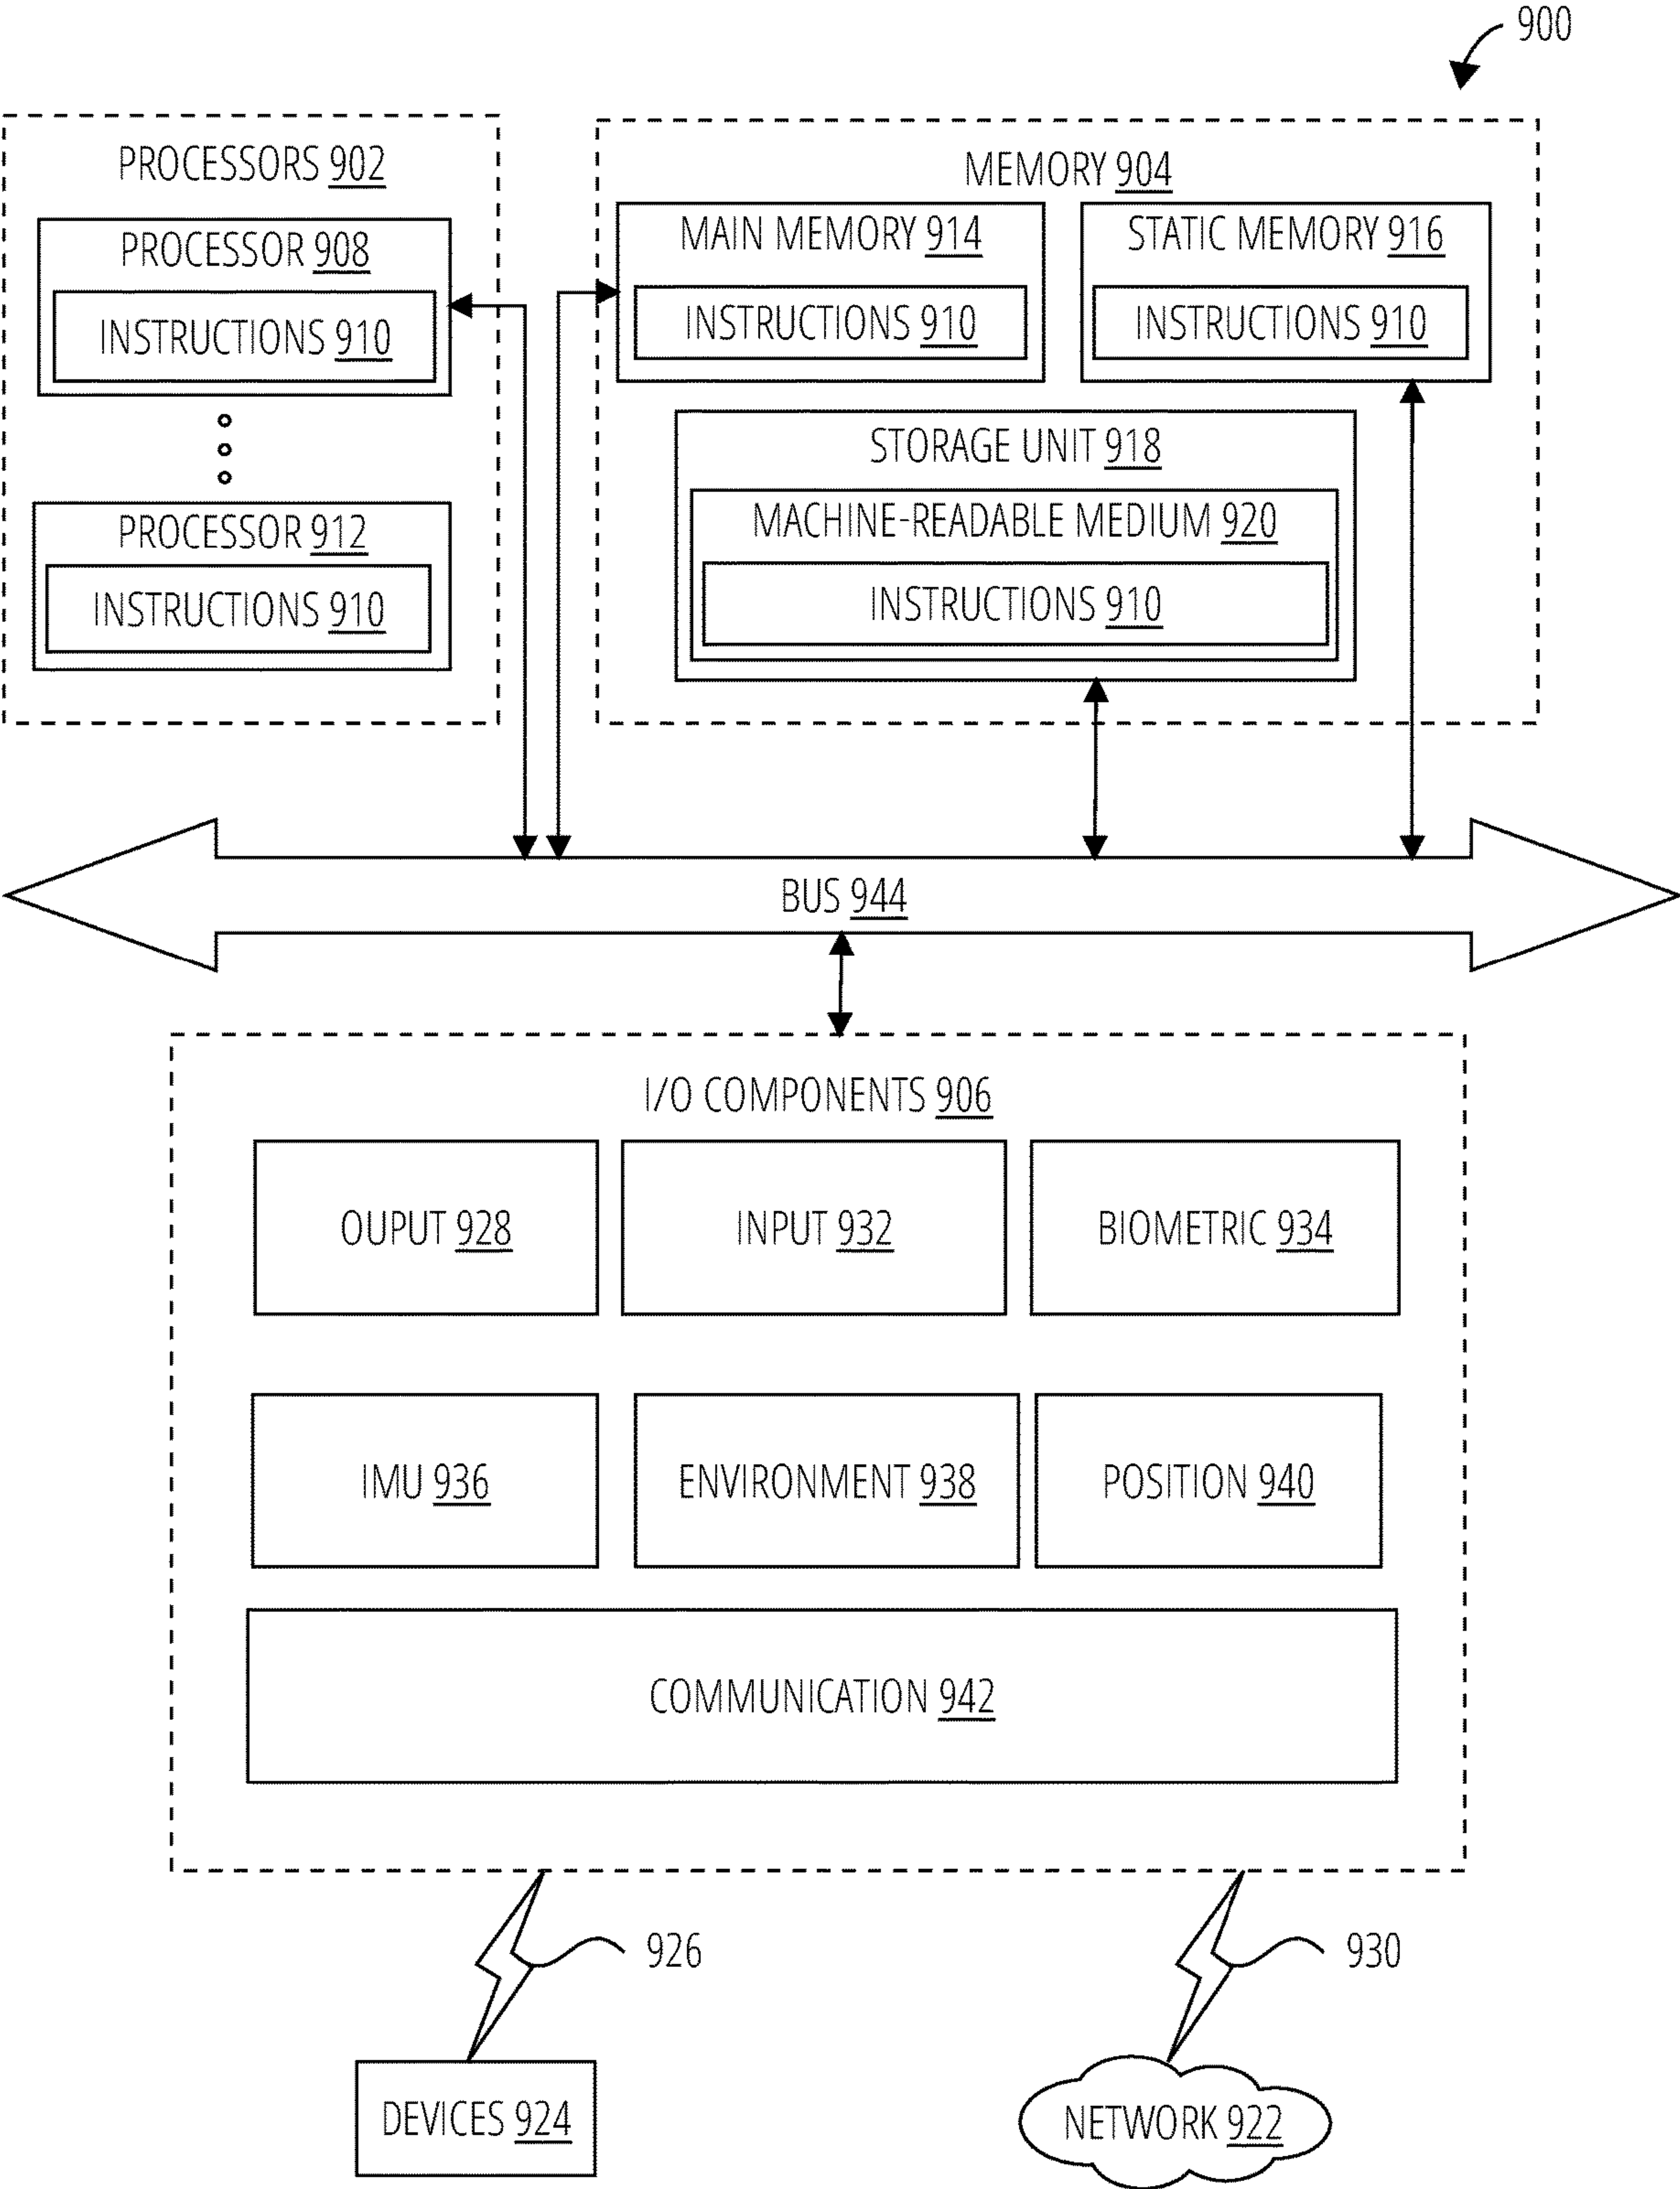 900
PROCESSORS 902
PROCESSOR 908
INSTRUCTIONS 910
PROCESSOR 912
INSTRUCTIONS 910
MEMORY 904
MAIN MEMORY 914
INSTRUCTIONS 910
STATIC MEMORY 916
INSTRUCTIONS 910
STORAGE UNIT 918
MACHINE-READABLE MEDIUM 920
INSTRUCTIONS 910
BUS 944
I/O COMPONENTS 906
OUPUT 928
INPUT 932
BIOMETRIC 934
IMU 936
ENVIRONMENT 938
POSITION 940
COMMUNICATION 942
926
930
DEVICES 924
NETWORK 922